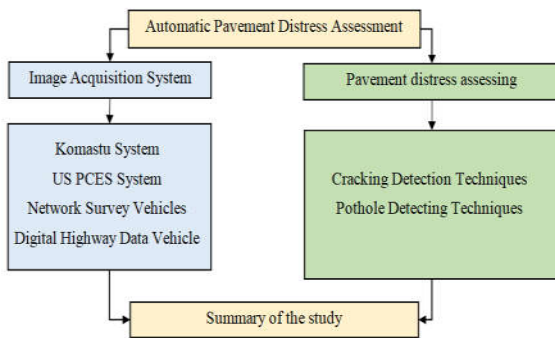 Automatic Pavement Distress Assessment
Image Acquisition System
Pavement distress assessing
Komastu System
US PCES System
Network Survey Vehicles
Digital Highway Data Vehicle
Cracking Detection Techniques
Pothole Detecting Techniques
Summary of the study